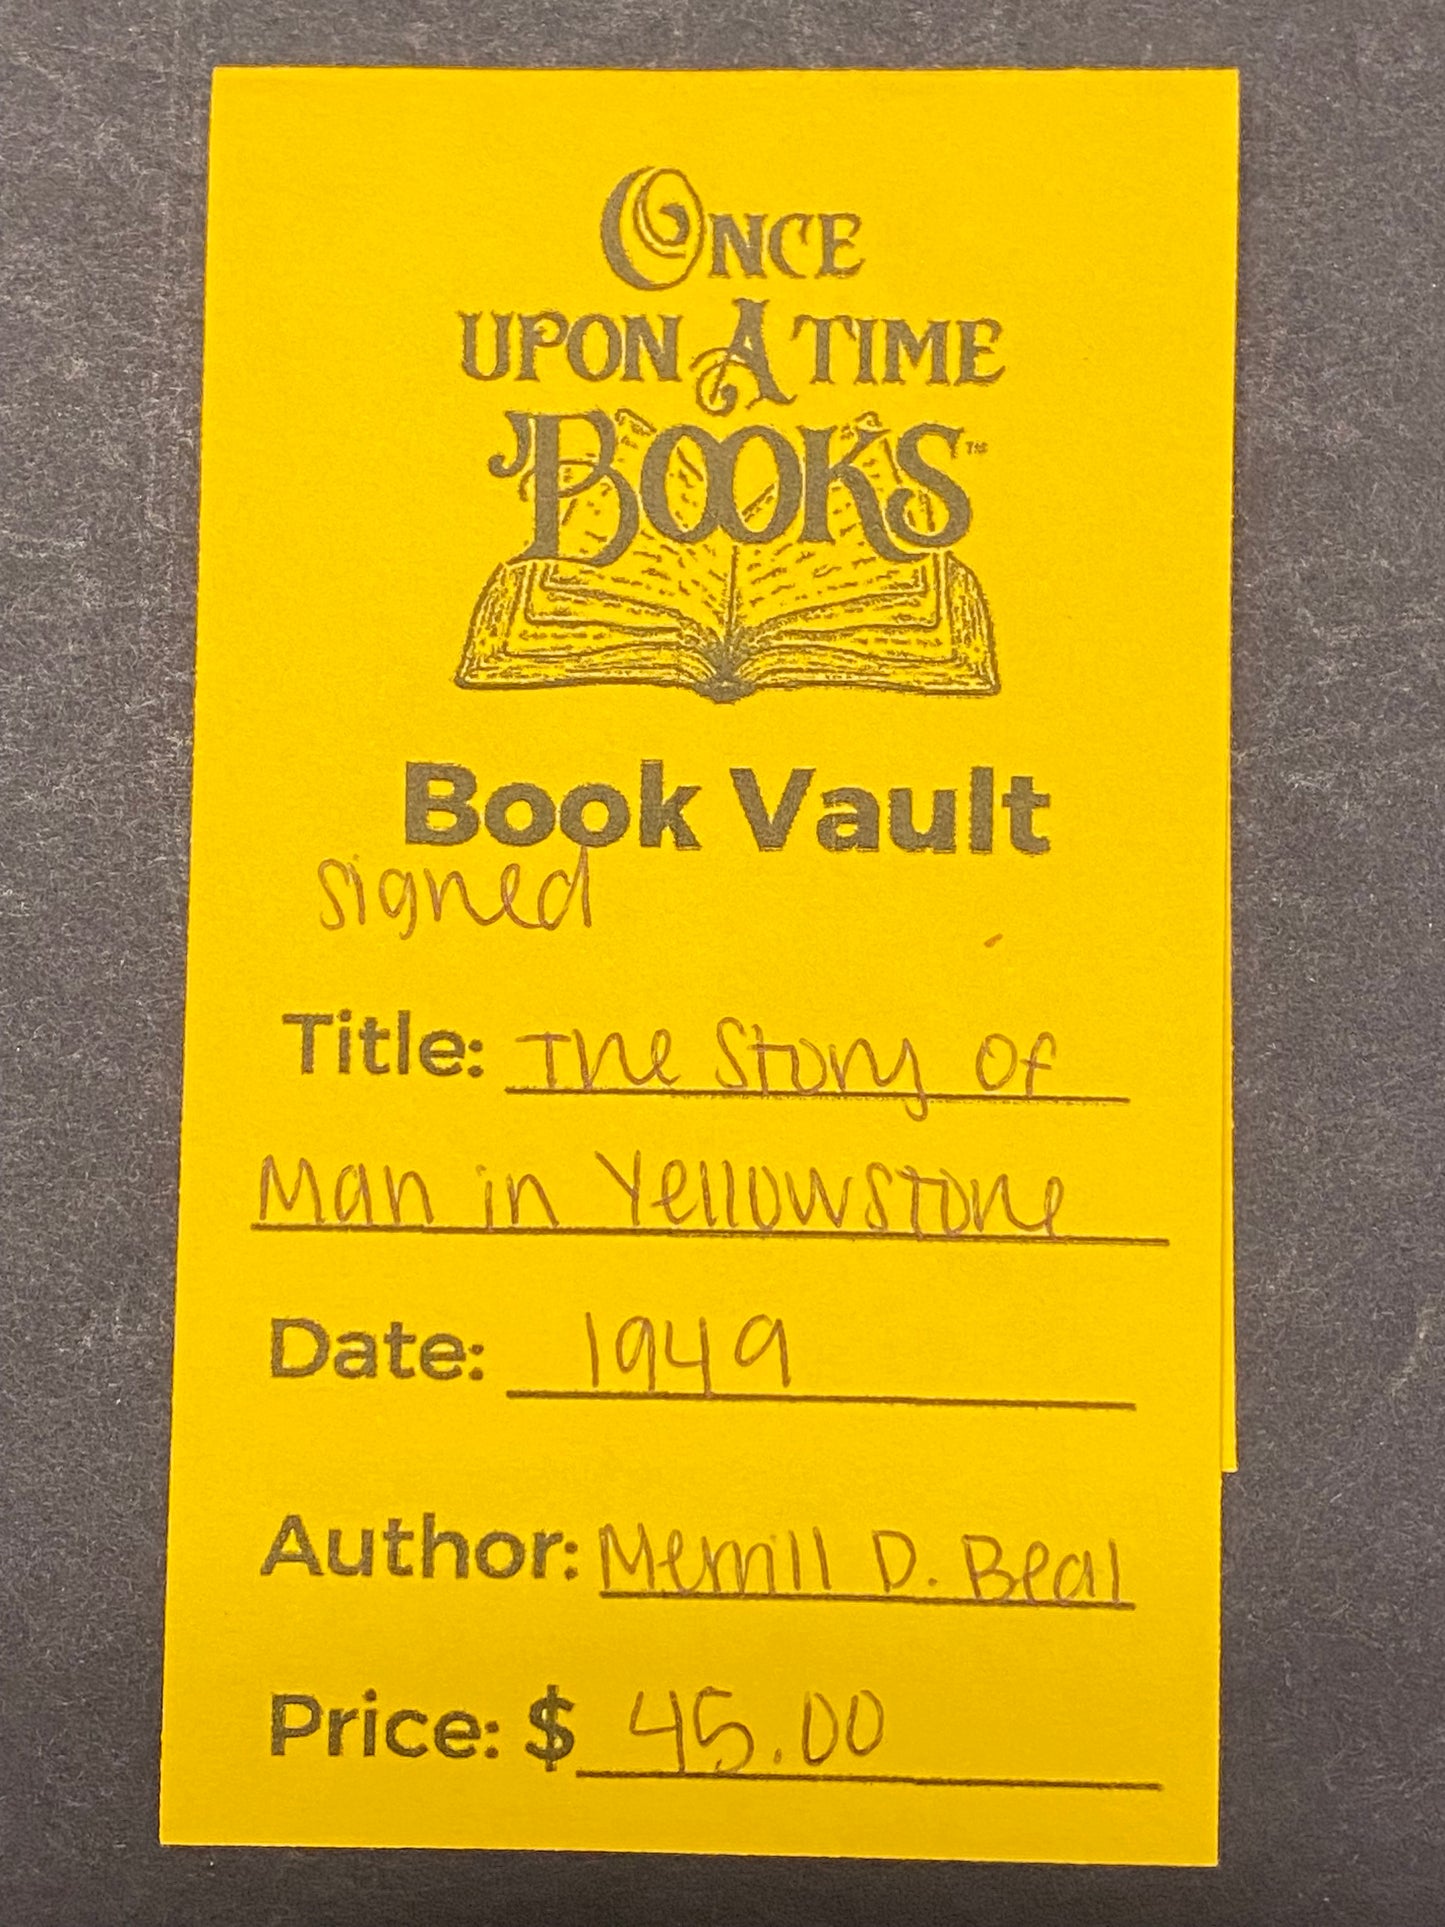 ONCE
UPON A TIME
BOOKS™
Book Vault
signed
Title: The Story Of
Man in Yellowstone
Date: 1949
Author: Merrill D. Beal
Price: $ 45.00